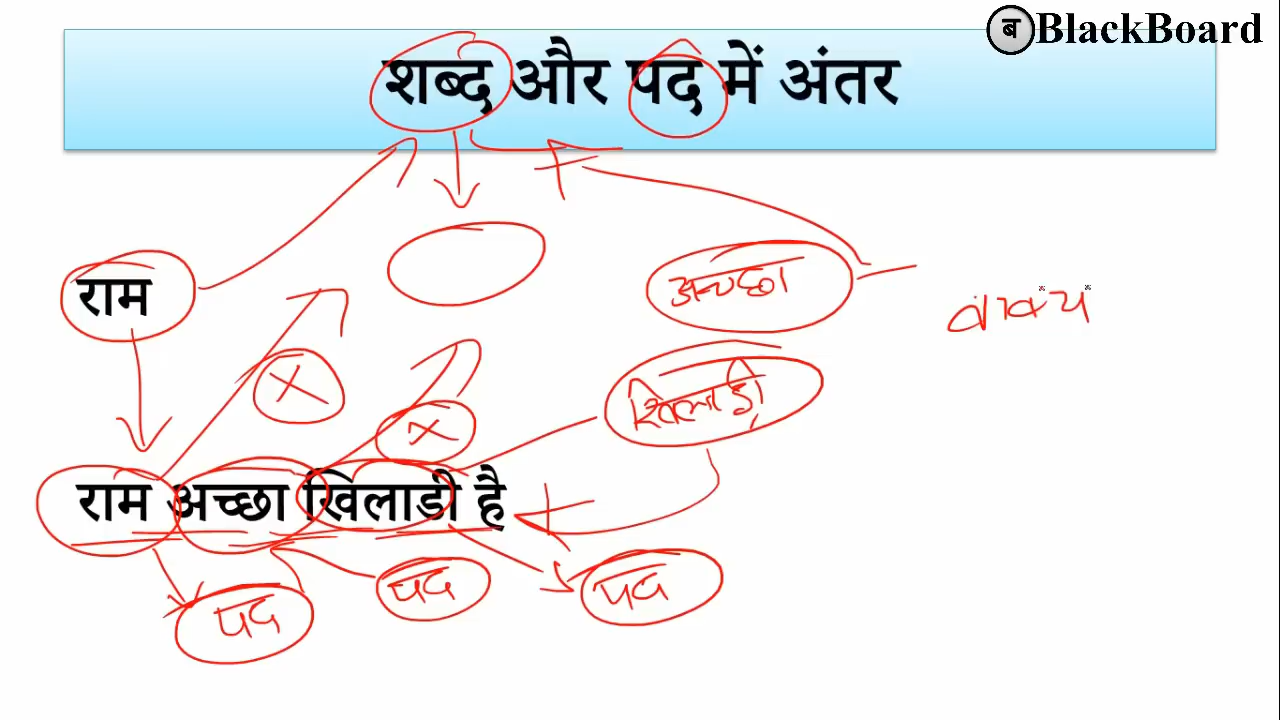 ब BlackBoard
शब्द और पद में अंतर
राम
अच्छा
वाक्य
खिलाड़ी
राम अच्छा खिलाडी है
पद पद पद